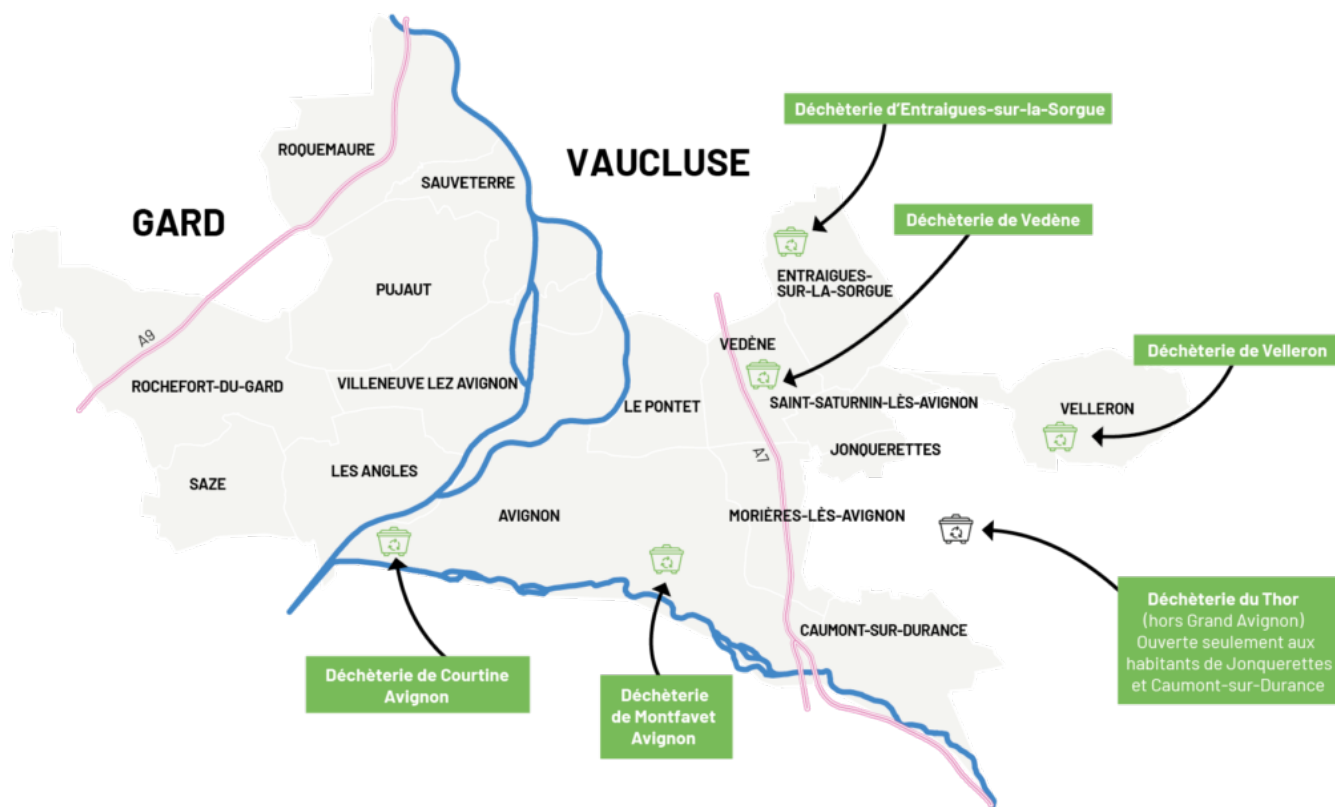 Déchèterie d'Entraigues-sur-la-Sorgue
ROQUEMAURE
VAUCLUSE
SAUVETERRE
GARD
Déchèterie de Vedène
ENTRAIGUES-
SUR-LA-SORGUE
PUJAUT
A9
VEDÈNE
Déchèterie de Velleron
ROCHEFORT-DU-GARD
VILLENEUVE LEZ AVIGNON
LE PONTET
SAINT-SATURNIN-LÈS-AVIGNON
VELLERON
JONQUERETTES
A7
LES ANGLES
SAZE
AVIGNON
MORIÈRES-LÈS-AVIGNON
Déchèterie du Thor
(hors Grand Avignon)
Ouverte seulement aux
habitants de Jonquerettes
et Caumont-sur-Durance
CAUMONT-SUR-DURANCE
Déchèterie de Courtine
Avignon
Déchèterie
de Montfavet
Avignon